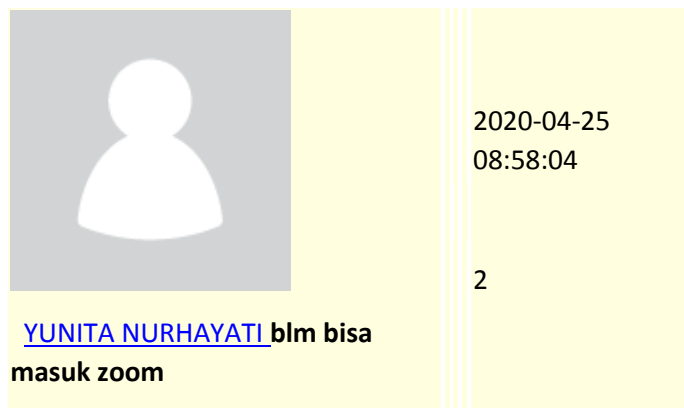 YUNITA NURHAYATI blm bisa
masuk zoom
2020-04-25
08:58:04
2